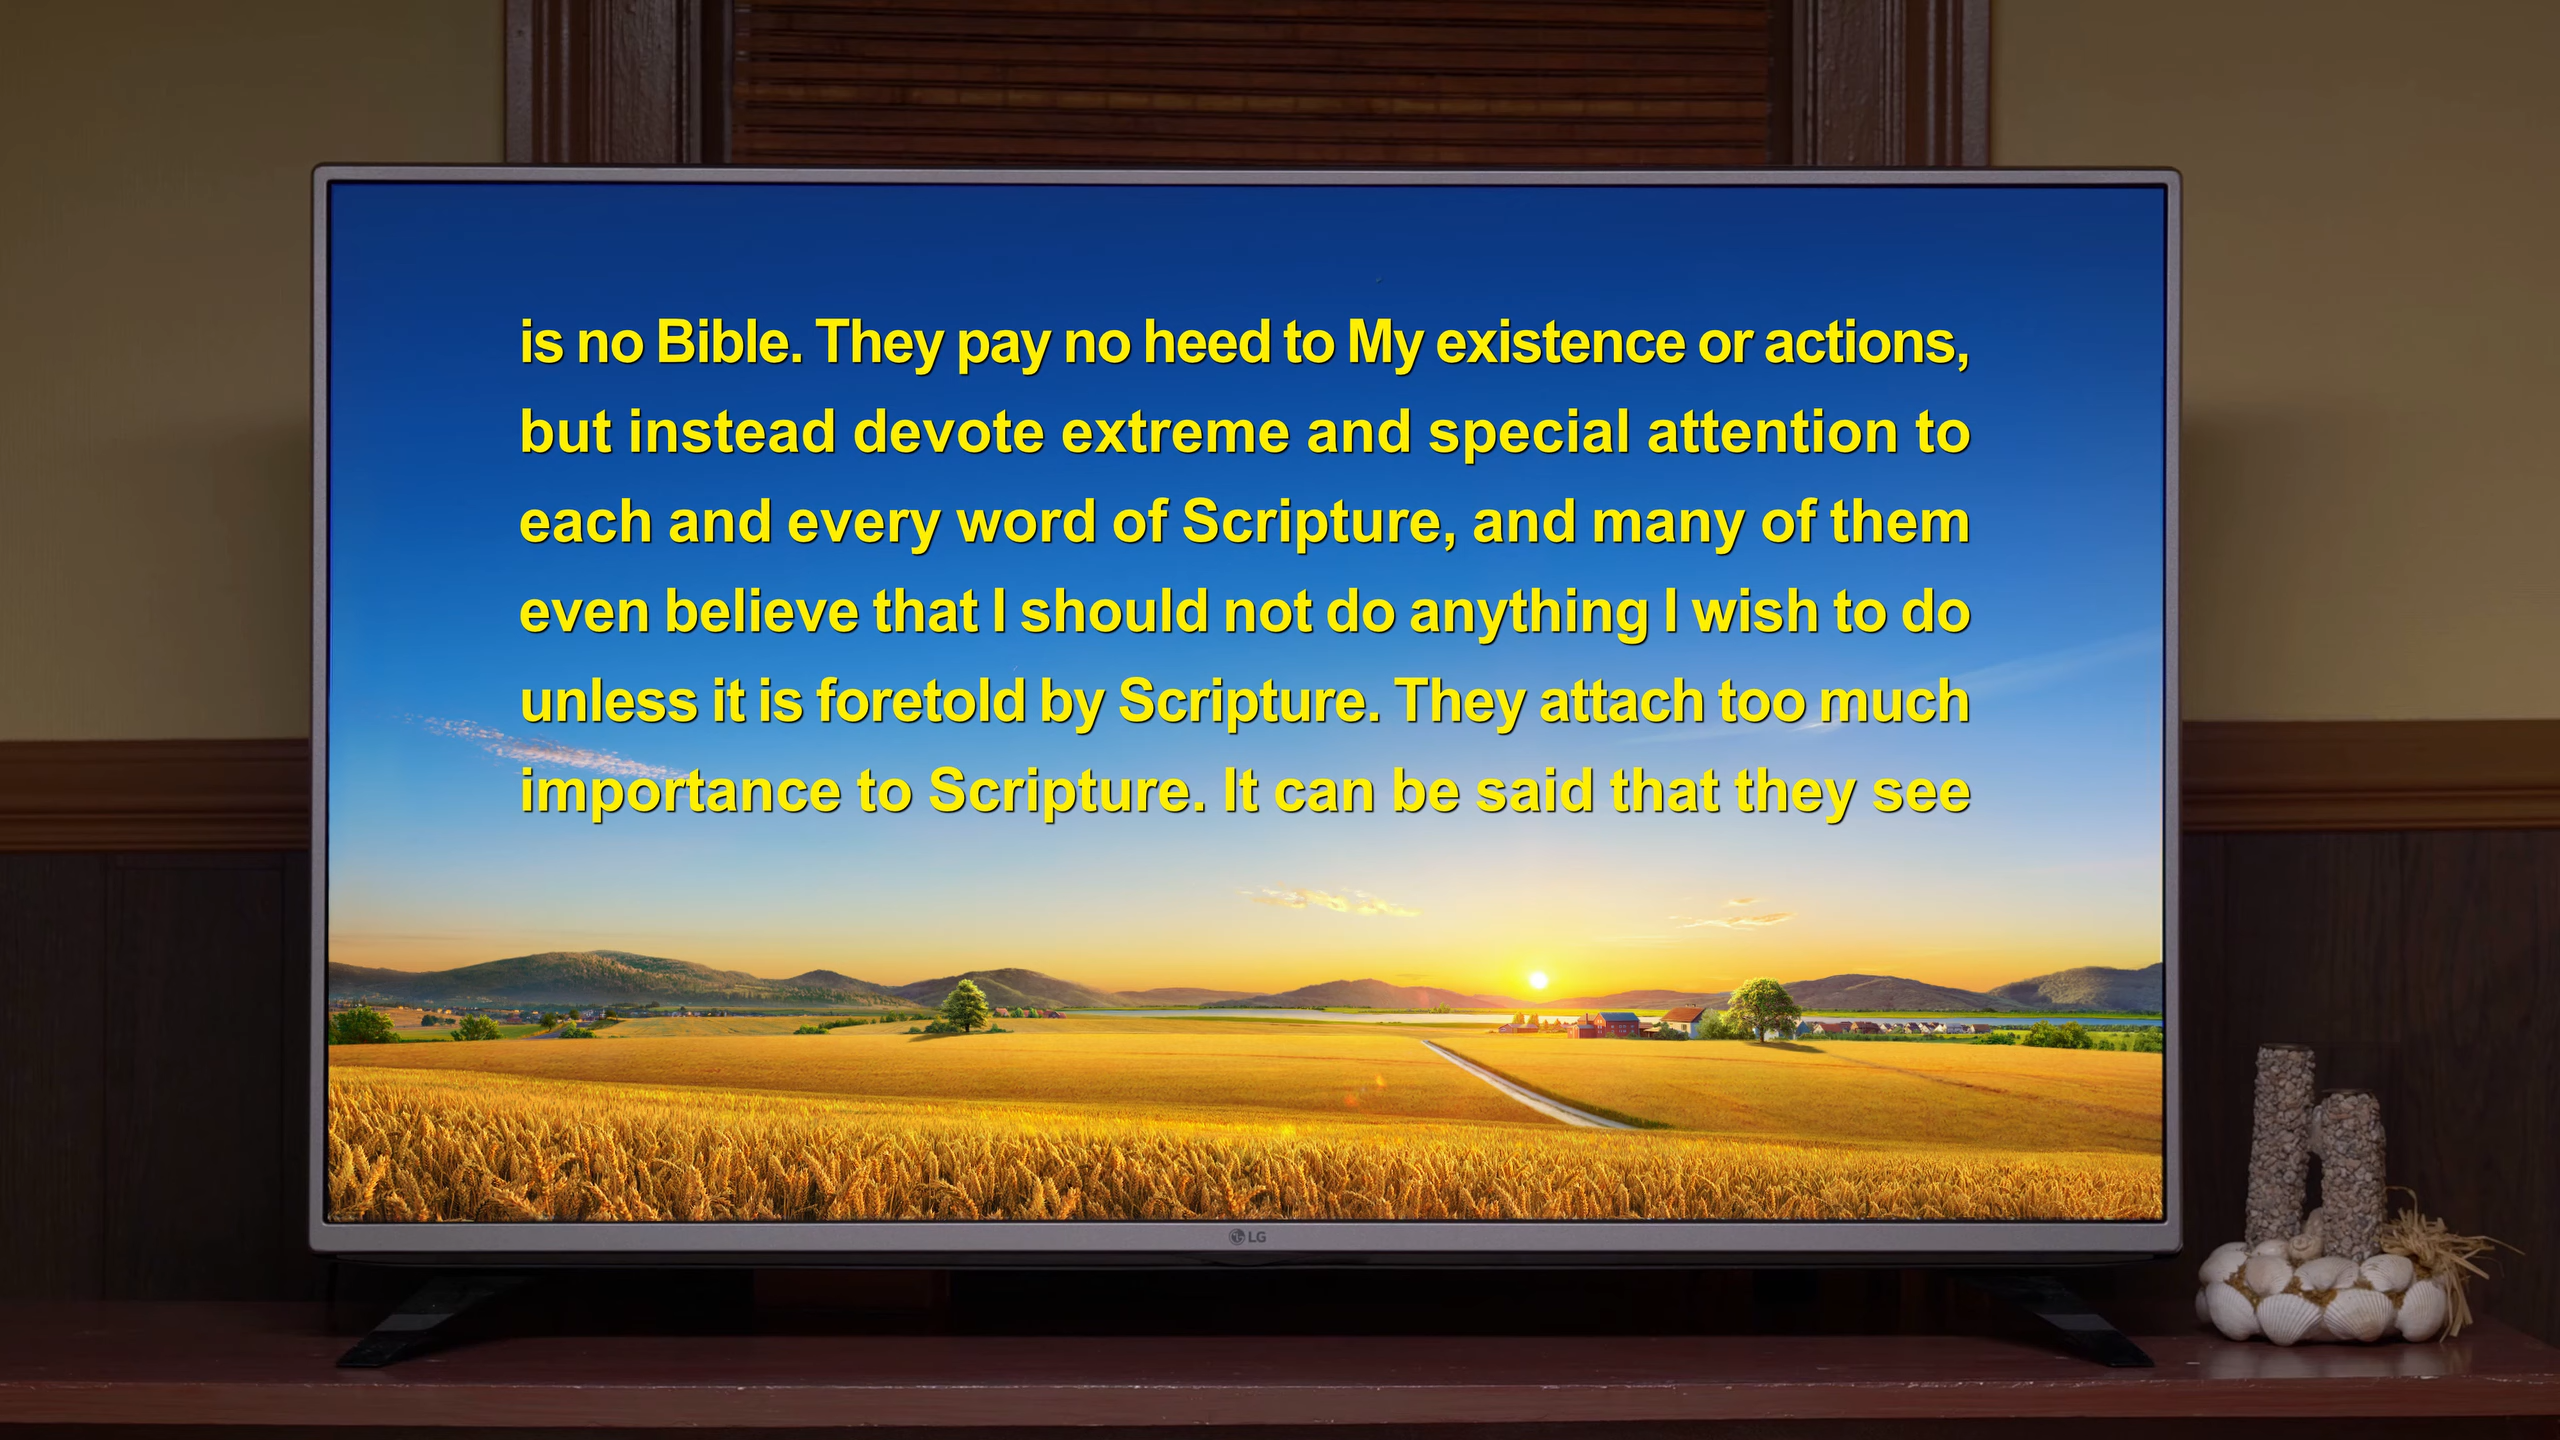 is no Bible. They pay no heed to My existence or actions,
but instead devote extreme and special attention to
each and every word of Scripture, and many of them
even believe that I should not do anything I wish to do
unless it is foretold by Scripture. They attach too much
importance to Scripture. It can be said that they see
LG